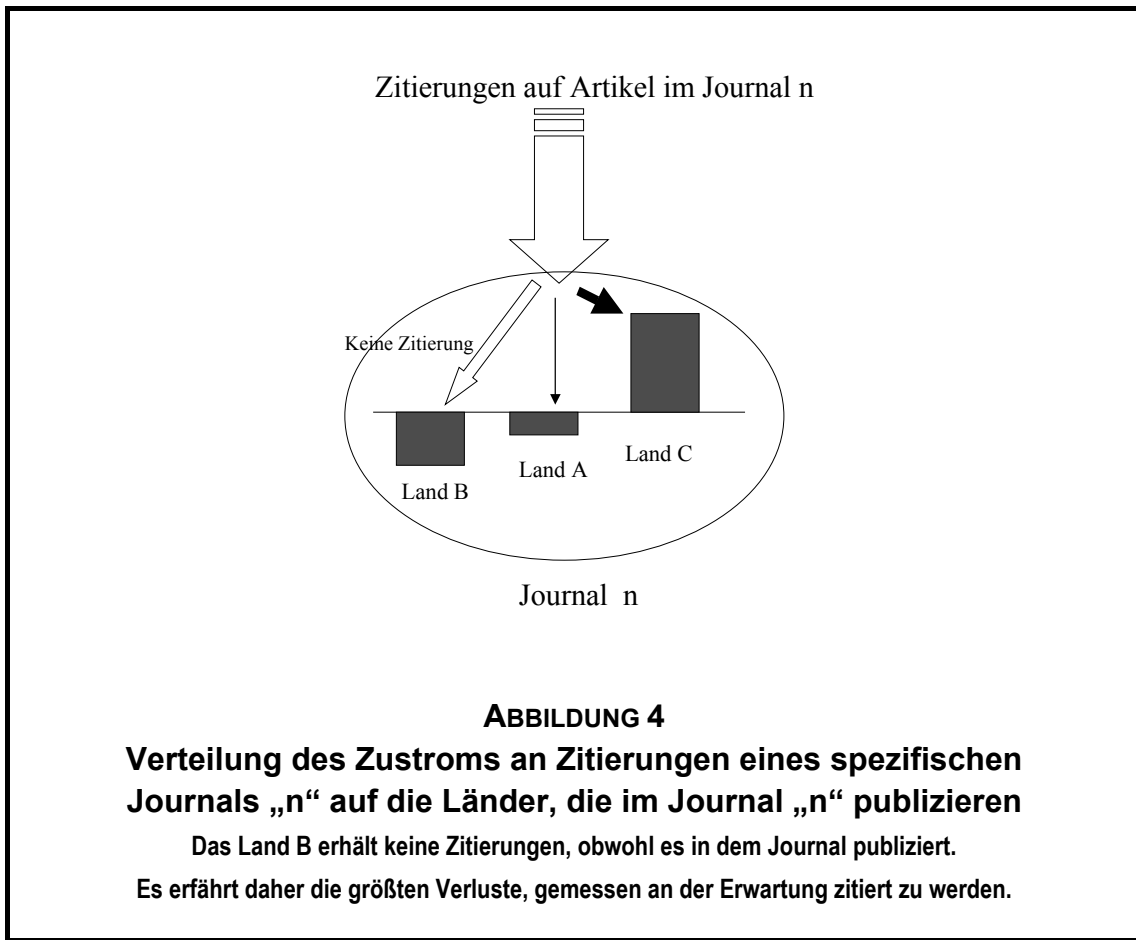 Zitierungen auf Artikel im Journal n
Keine Zitierung
Land B
Land A
Land C
Journal n
ABBILDUNG 4
Verteilung des Zustroms an Zitierungen eines spezifischen
Journals „n“ auf die Länder, die im Journal „n“ publizieren
Das Land B erhält keine Zitierungen, obwohl es in dem Journal publiziert.
Es erfährt daher die größten Verluste, gemessen an der Erwartung zitiert zu werden.